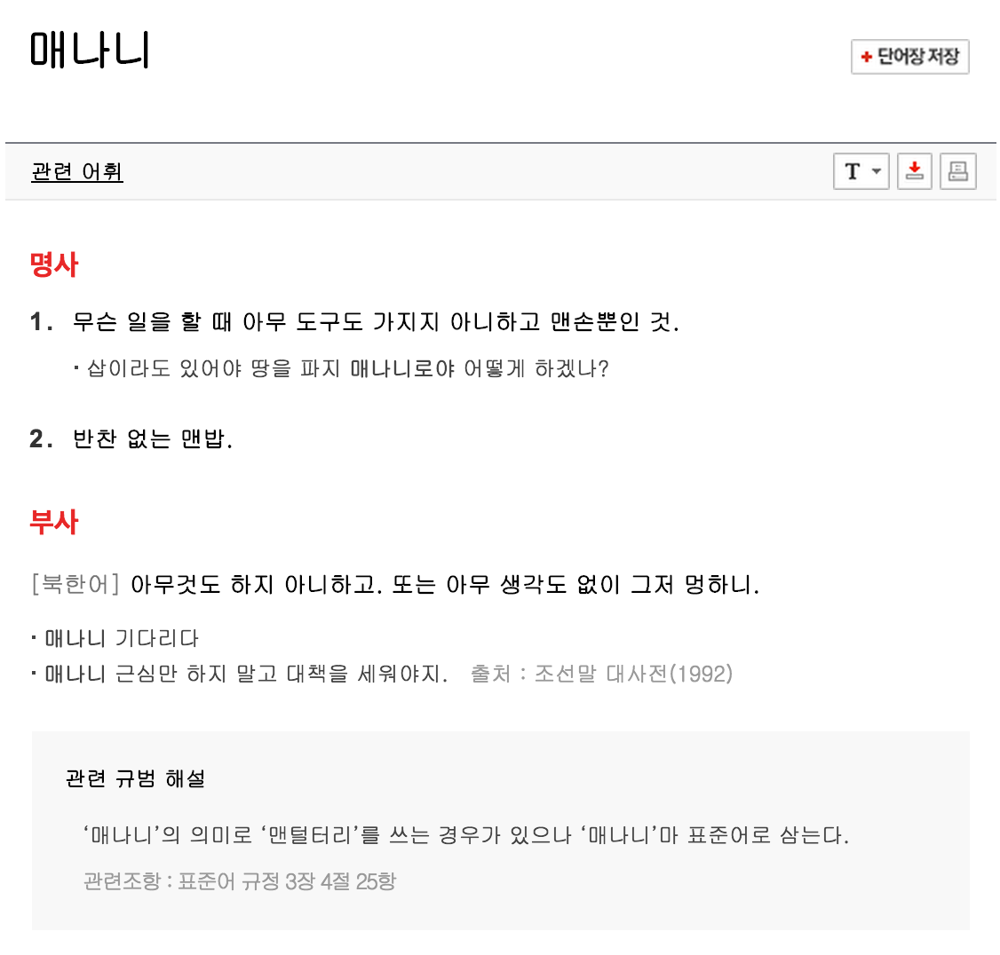 매나니
+ 단어장 저장
관련 어휘
T
명사
1. 무슨 일을 할 때 아무 도구도 가지지 아니하고 맨손뿐인 것.
· 삽이라도 있어야 땅을 파지 매나니로야 어떻게 하겠나?
2. 반찬 없는 맨밥.
부사
[북한어] 아무것도 하지 아니하고. 또는 아무 생각도 없이 그저 멍하니.
· 매나니 기다리다
· 매나니 근심만 하지 말고 대책을 세워야지. 출처 : 조선말 대사전(1992)
관련 규범 해설
‘매나니’의 의미로 ‘맨털터리’를 쓰는 경우가 있으나 ‘매나니’마 표준어로 삼는다.
관련조항 : 표준어 규정 3장 4절 25항